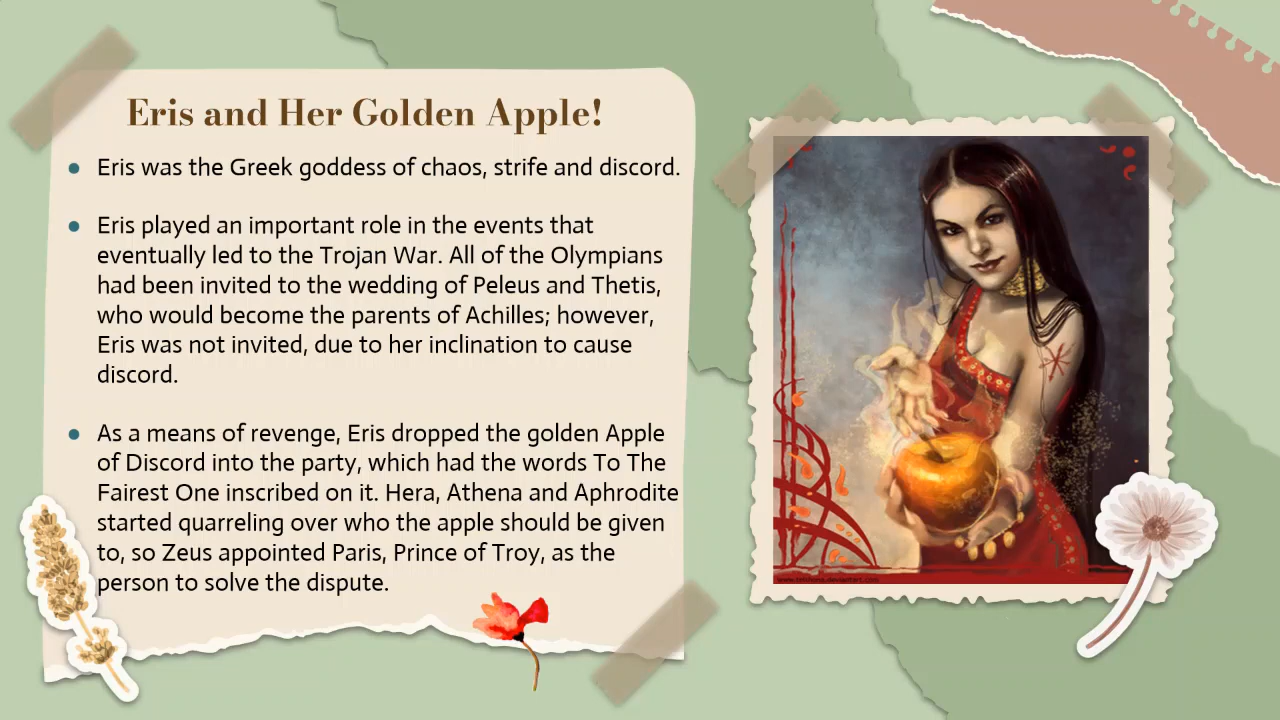 Eris and Her Golden Apple!
Eris was the Greek goddess of chaos, strife and discord.
Eris played an important role in the events that
eventually led to the Trojan War. All of the Olympians
had been invited to the wedding of Peleus and Thetis,
who would become the parents of Achilles; however,
Eris was not invited, due to her inclination to cause
discord.
As a means of revenge, Eris dropped the golden Apple
of Discord into the party, which had the words To The
Fairest One inscribed on it. Hera, Athena and Aphrodite
started quarreling over who the apple should be given
to, so Zeus appointed Paris, Prince of Troy, as the
person to solve the dispute.